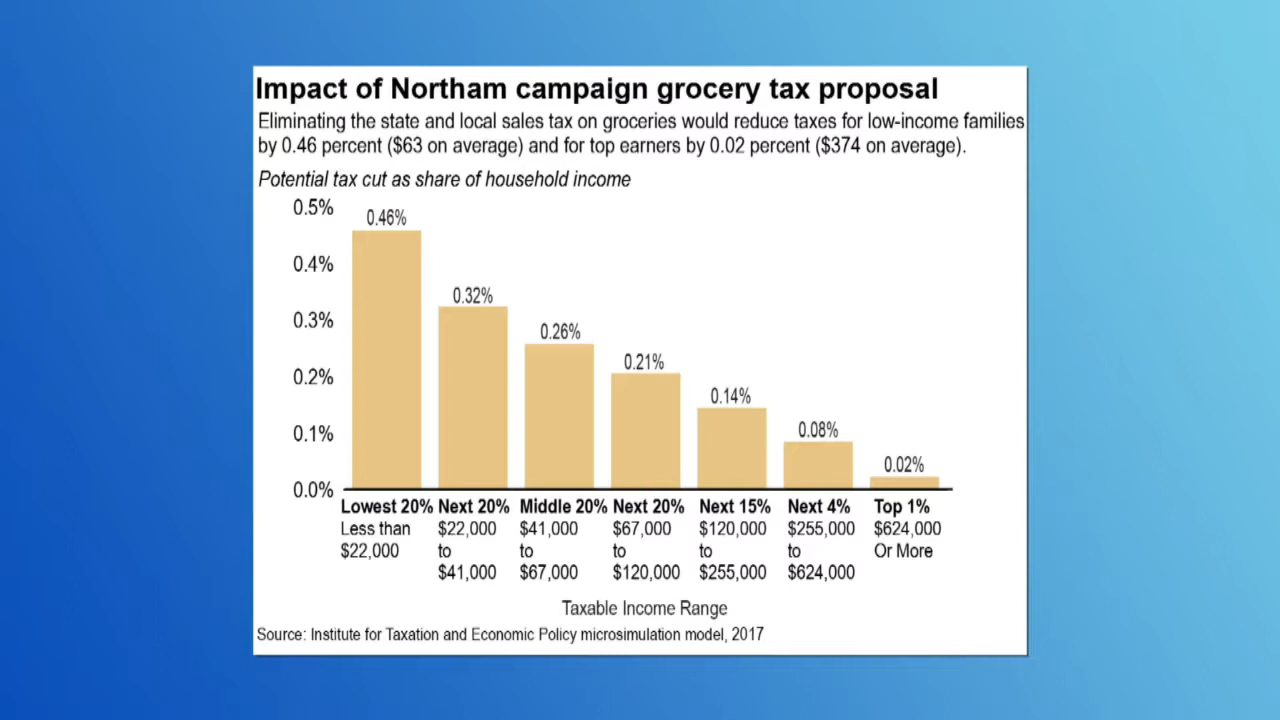 Impact of Northam campaign grocery tax proposal
Eliminating the state and local sales tax on groceries would reduce taxes for low-income families
by 0.46 percent ($63 on average) and for top earners by 0.02 percent ($374 on average).
Potential tax cut as share of household income
0.5%
0.4%
0.3%
0.2%
0.1%
0.0%
0.46%
0.32%
0.26%
0.21%
0.14%
0.08%
0.02%
Lowest 20% Next 20% Middle 20% Next 20% Next 15% Next 4% Top 1%
Less than $22,000 $41,000 $67,000 $120,000 $255,000 $624,000
$22,000 to to to to to Or More
$41,000 $67,000 $120,000 $255,000 $624,000
Taxable Income Range
Source: Institute for Taxation and Economic Policy microsimulation model, 2017